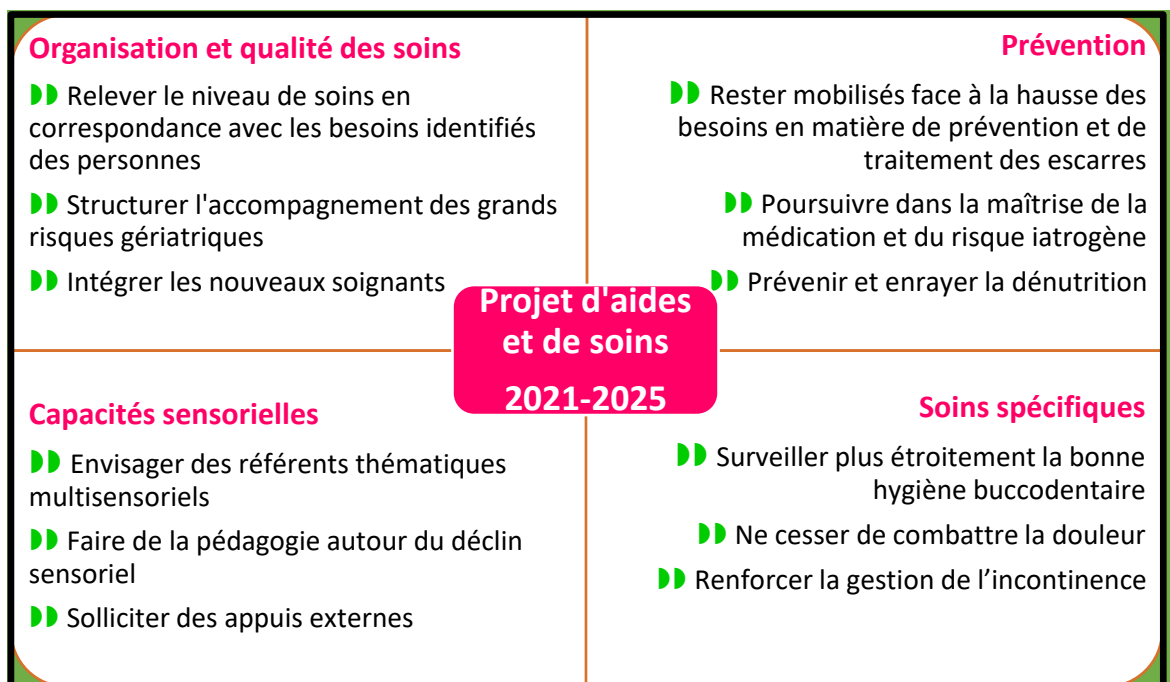 Organisation et qualité des soins
◗◗ Relever le niveau de soins en
correspondance avec les besoins identifiés
des personnes
◗◗ Structurer l'accompagnement des grands
risques gériatriques
◗◗ Intégrer les nouveaux soignants
Prévention
◗◗ Rester mobilisés face à la hausse des
besoins en matière de prévention et de
traitement des escarres
◗◗ Poursuivre dans la maîtrise de la
médication et du risque iatrogène
◗◗ Prévenir et enrayer la dénutrition
Projet d'aides
et de soins
2021-2025
Capacités sensorielles
◗◗ Envisager des référents thématiques
multisensoriels
◗◗ Faire de la pédagogie autour du déclin
sensoriel
◗◗ Solliciter des appuis externes
Soins spécifiques
◗◗ Surveiller plus étroitement la bonne
hygiène buccodentaire
◗◗ Ne cesser de combattre la douleur
◗◗ Renforcer la gestion de l’incontinence